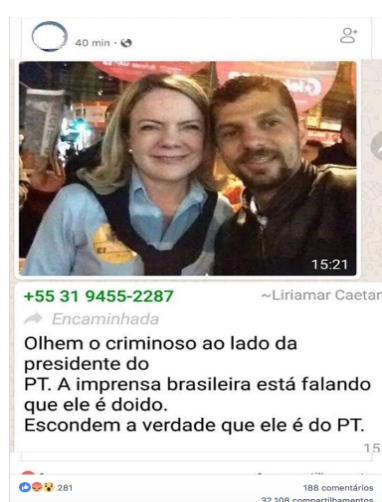 40 min ·
15:21
+55 31 9455-2287
~Liriamar Caetar
Encaminhada
Olhem o criminoso ao lado da
presidente do
PT. A imprensa brasileira está falando
que ele é doido.
Escondem a verdade que ele é do PT.
15
281
188 comentários
32.108 compartilhamentos